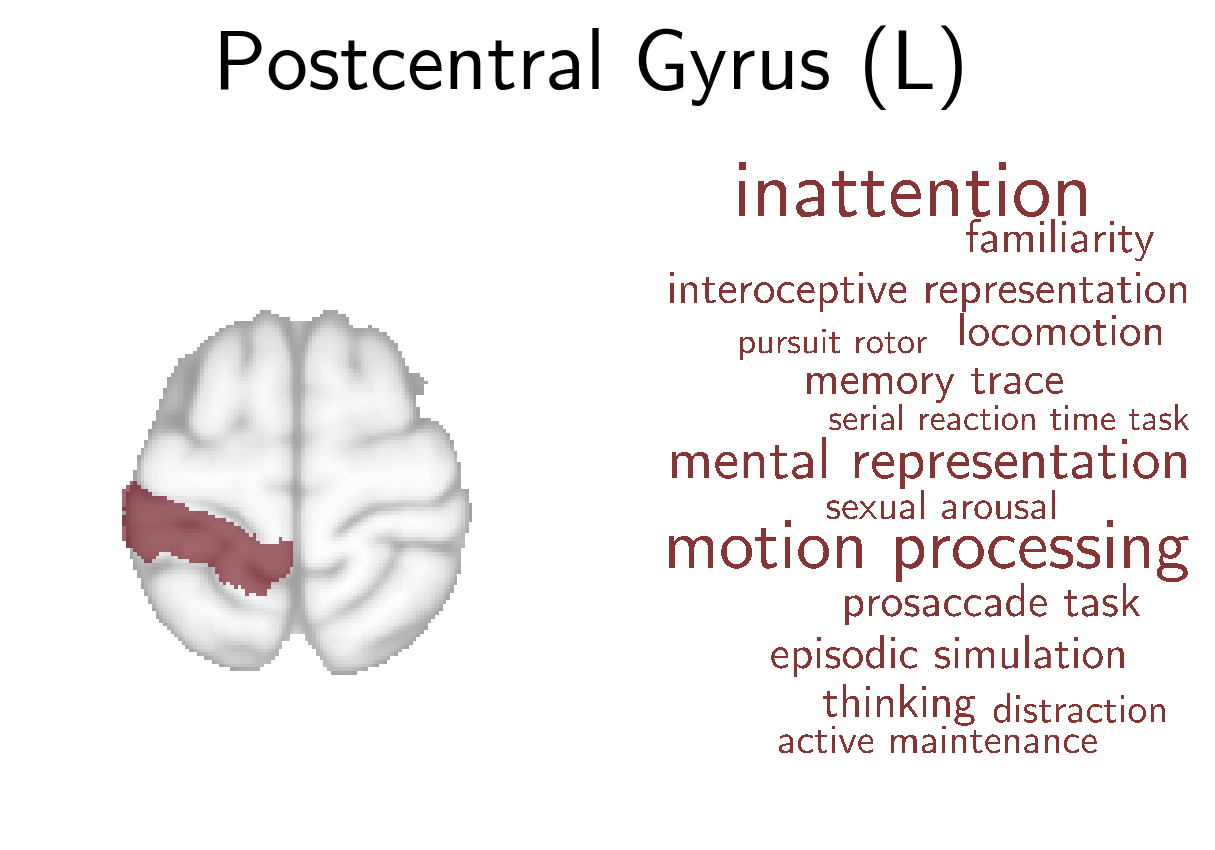 Postcentral Gyrus (L)
inattention
familiarity
interoceptive representation
pursuit rotor
locomotion
memory trace
serial reaction time task
mental representation
sexual arousal
motion processing
prosaccade task
episodic simulation
thinking
distraction
active maintenance